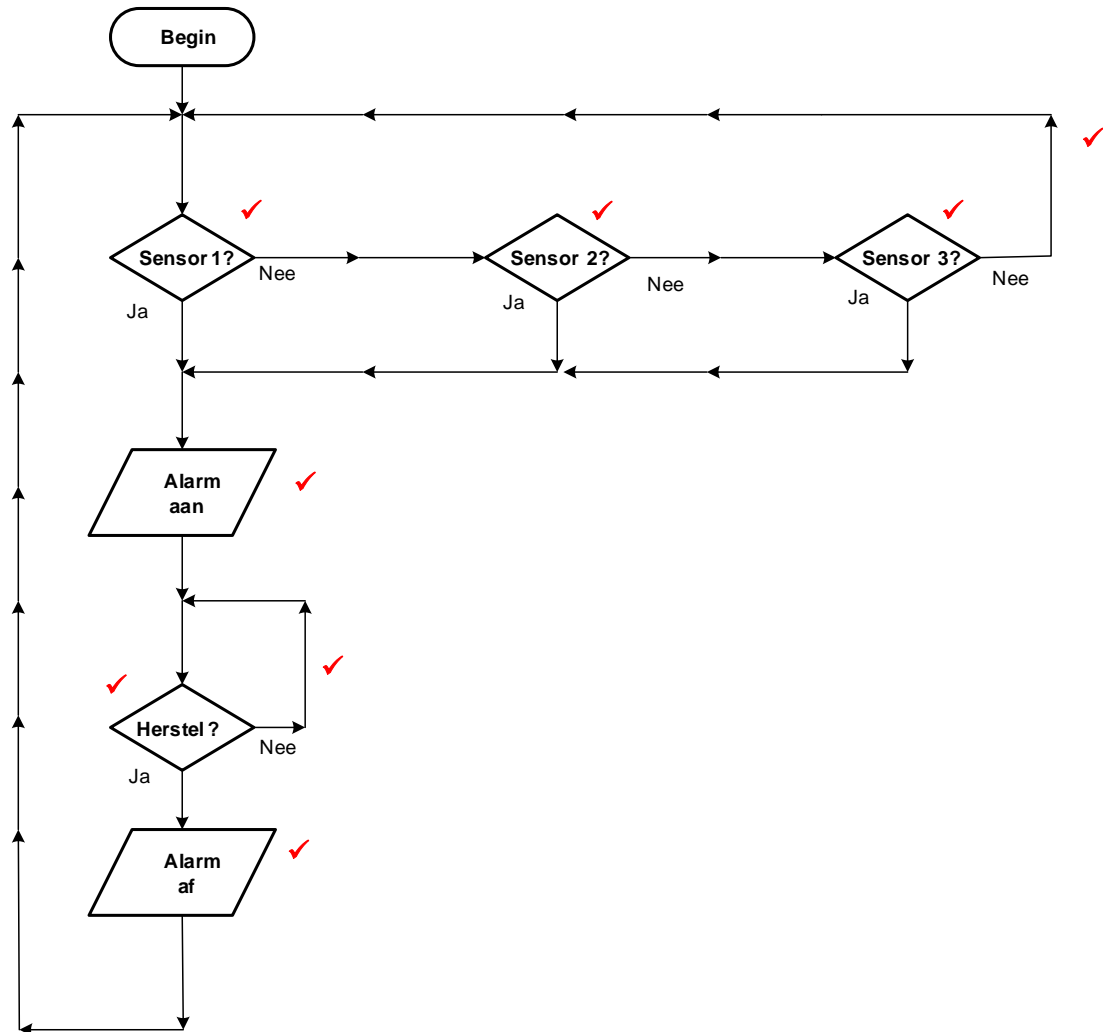 Begin
Sensor 1?
Nee
Ja
Sensor 2?
Nee
Ja
Sensor 3?
Nee
Ja
Alarm
aan
Herstel?
Nee
Ja
Alarm
af